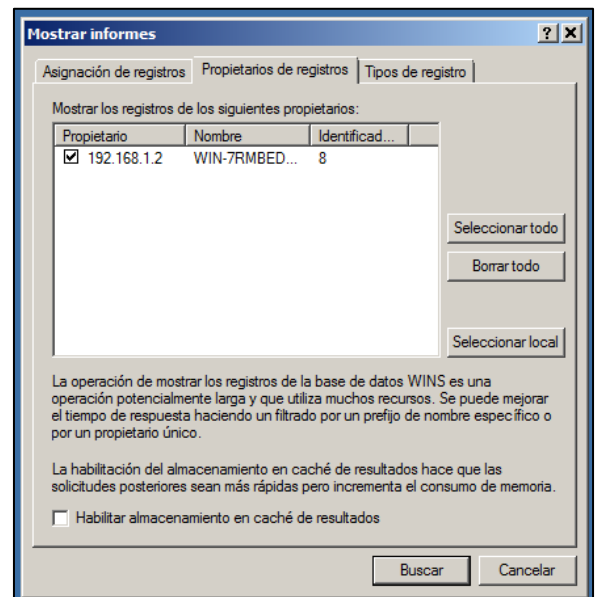 Mostrar informes
Asignación de registros Propietarios de registros Tipos de registro
Mostrar los registros de los siguientes propietarios:
Propietario Nombre Identificad...
192.168.1.2 WIN-7RMBED... 8
Seleccionar todo
Borrar todo
Seleccionar local
La operación de mostrar los registros de la base de datos WINS es una
operación potencialmente larga y que utiliza muchos recursos. Se puede mejorar
el tiempo de respuesta haciendo un filtrado por un prefijo de nombre específico o
por un propietario único.
La habilitación del almacenamiento en caché de resultados hace que las
solicitudes posteriores sean más rápidas pero incrementa el consumo de memoria.
Habilitar almacenamiento en caché de resultados
Buscar Cancelar